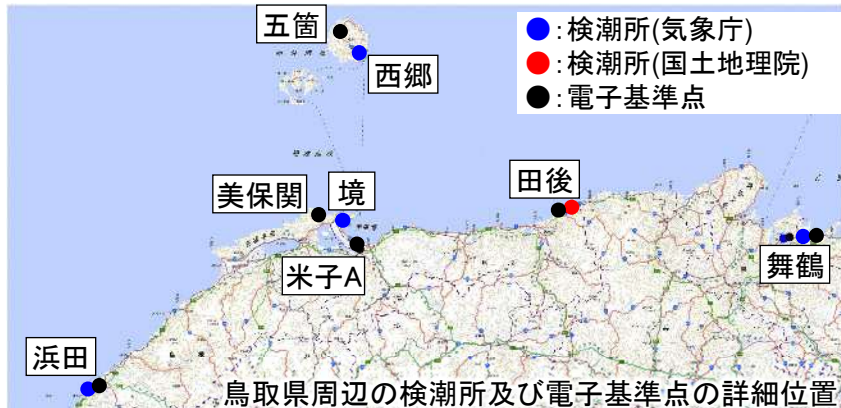 五箇
西郷
●:検潮所(気象庁)
●:検潮所(国土地理院)
●:電子基準点
美保関
境
田後
米子A
舞鶴
浜田
鳥取県周辺の検潮所及び電子基準点の詳細位置